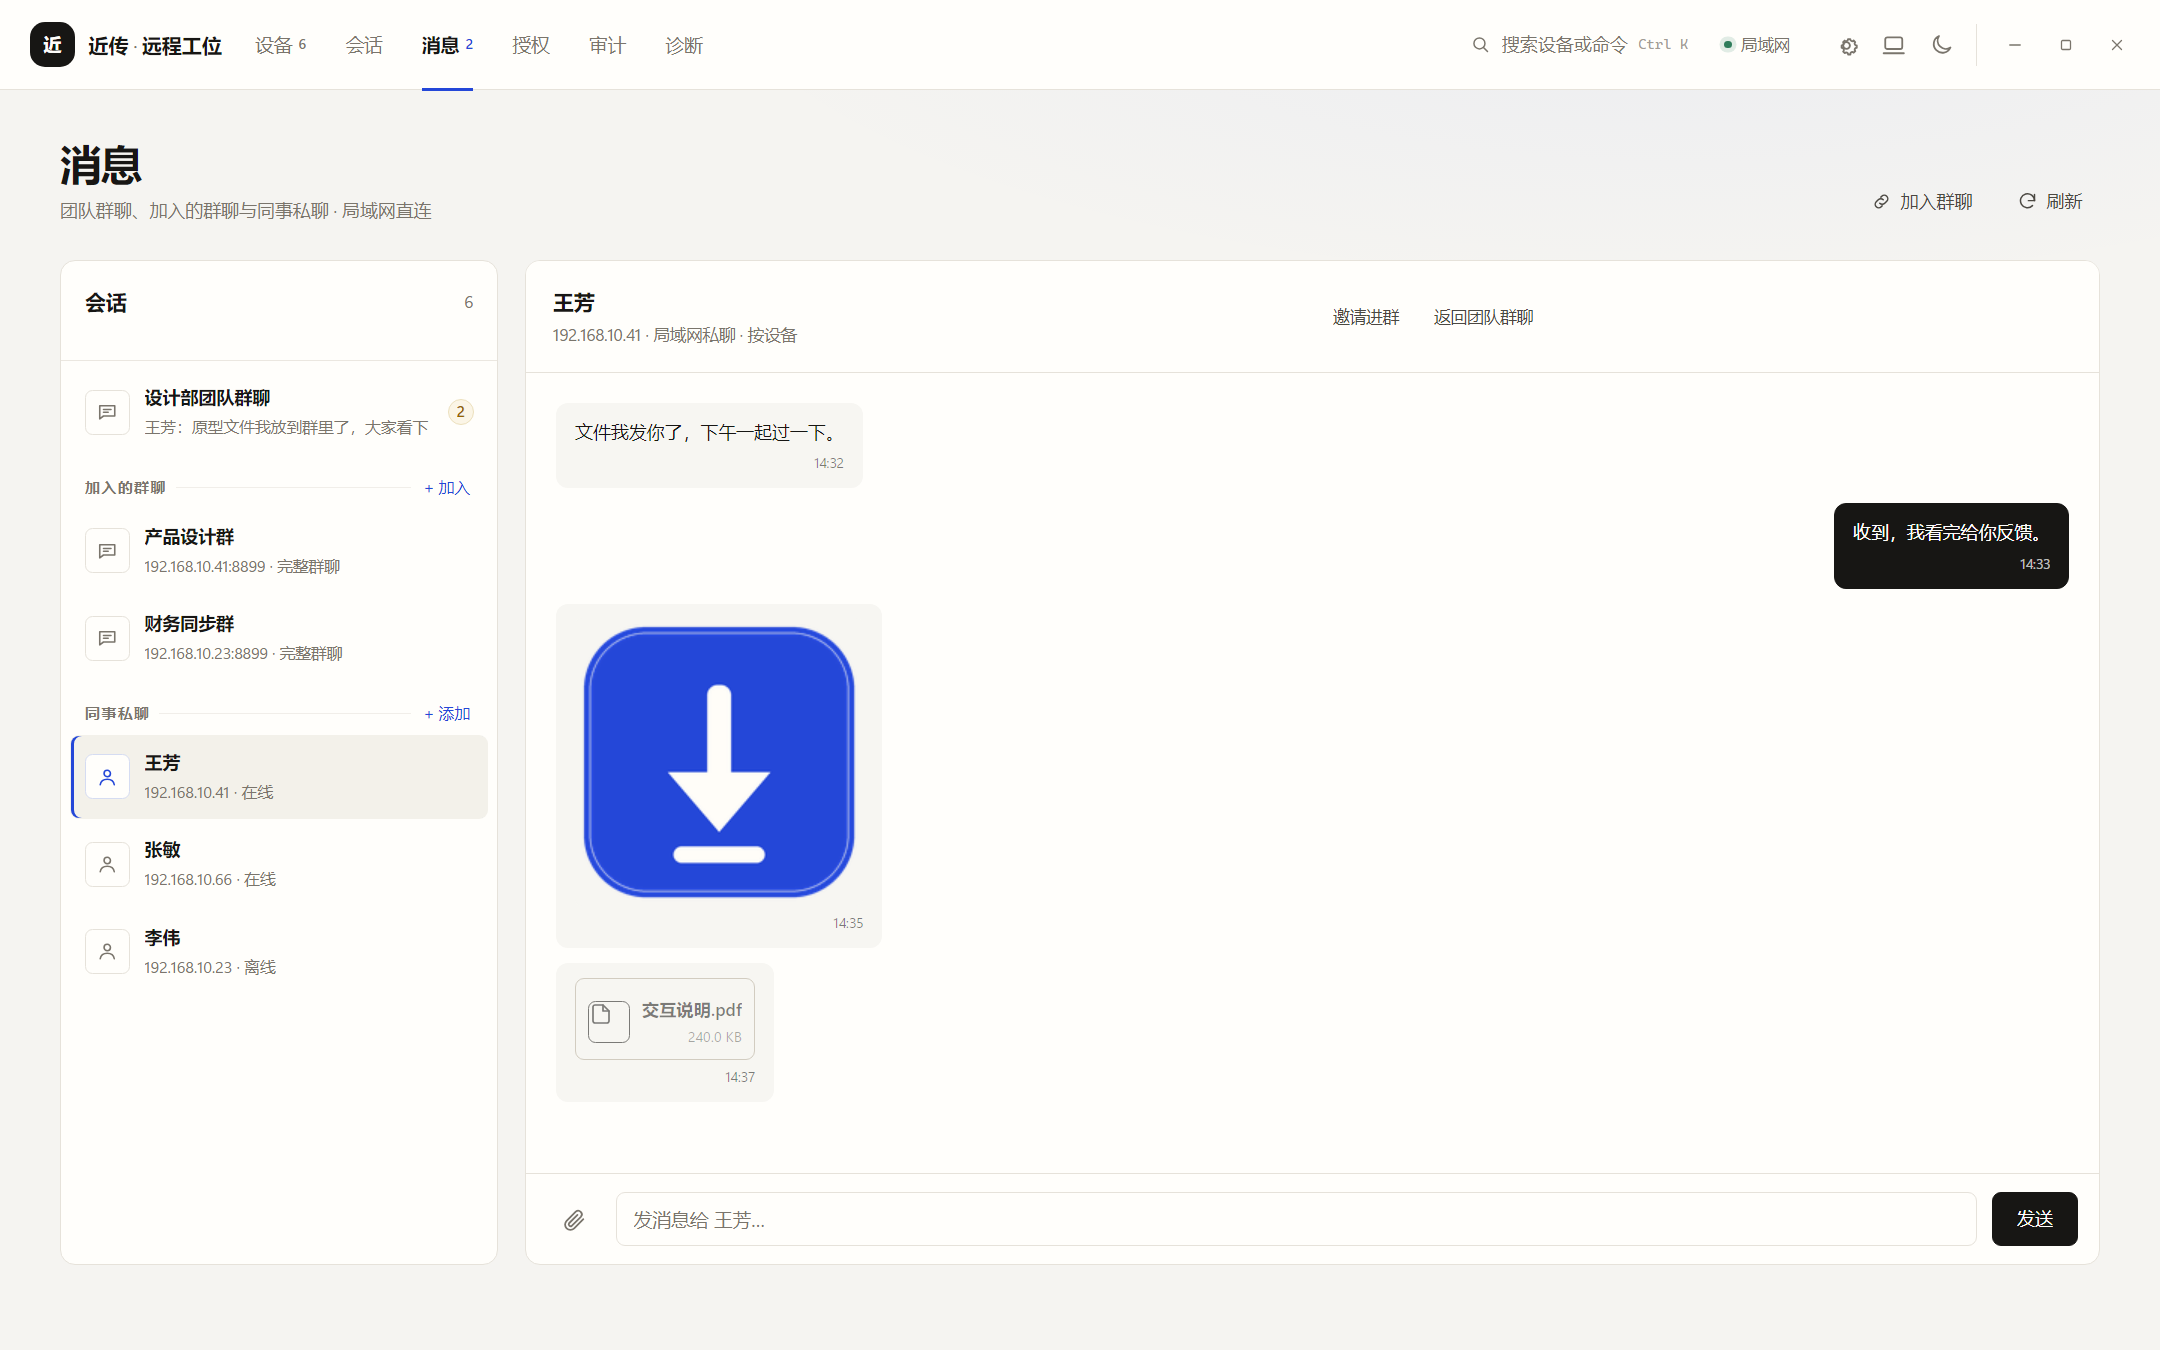 近 近传 · 远程工位 设备 6 会话 消息 2 授权 审计 诊断 搜索设备或命令 Ctrl K 局域网
消息
团队群聊、加入的群聊与同事私聊 · 局域网直连
加入群聊 刷新
会话 6
设计部团队群聊
王芳：原型文件我放到群里了，大家看下
2
加入的群聊 + 加入
产品设计群
192.168.10.41:8899 · 完整群聊
财务同步群
192.168.10.23:8899 · 完整群聊
同事私聊 + 添加
王芳
192.168.10.41 · 在线
张敏
192.168.10.66 · 在线
李伟
192.168.10.23 · 离线
王芳
192.168.10.41 · 局域网私聊 · 按设备
邀请进群 返回团队群聊
文件我发你了，下午一起过一下。
14:32
收到，我看完给你反馈。
14:33
14:35
交互说明.pdf
240.0 KB
14:37
发消息给 王芳...
发送